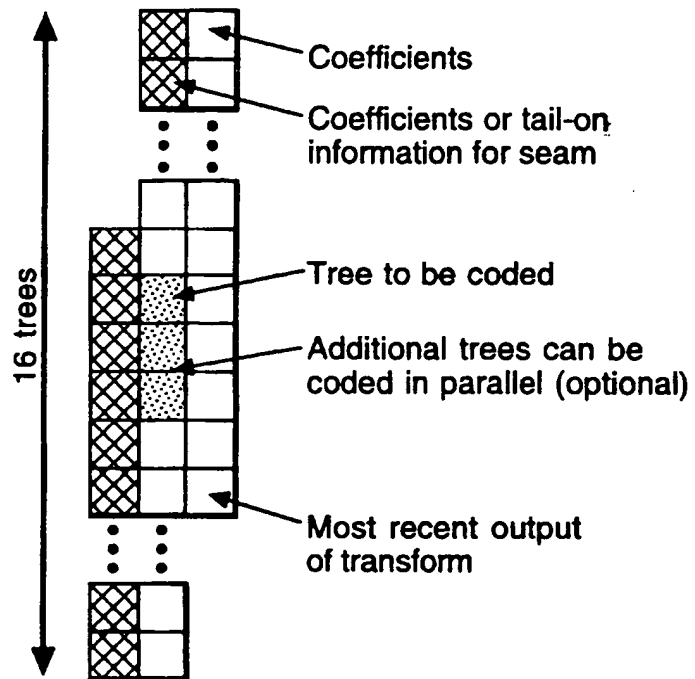 Coefficients
Coefficients or tail-on
information for seam
16 trees
Tree to be coded
Additional trees can be
coded in parallel (optional)
Most recent output
of transform